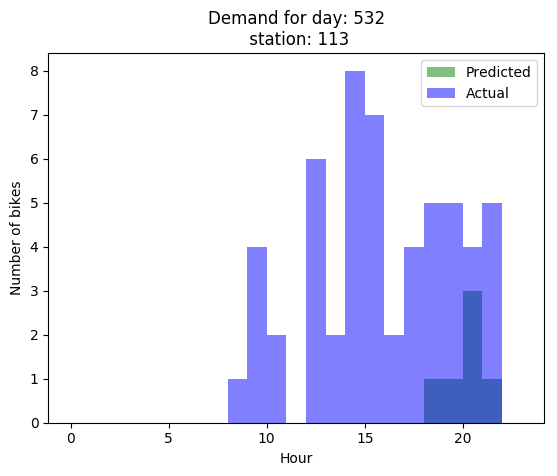 Demand for day: 532
station: 113
Predicted
Actual
Number of bikes
8
7
6
5
4
3
2
1
0
0 5 10 15 20
Hour